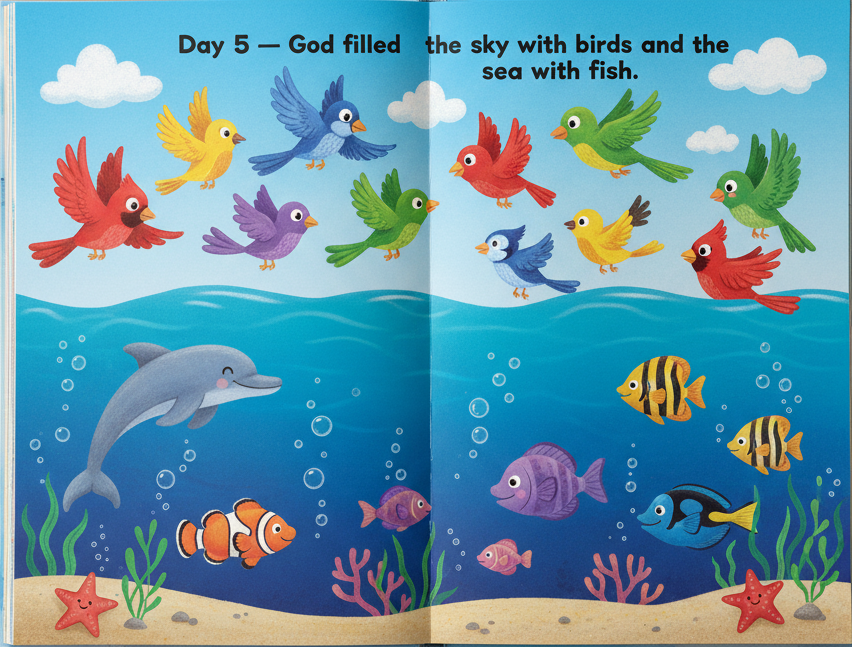 Day 5 — God filled the sky with birds and the
sea with fish.